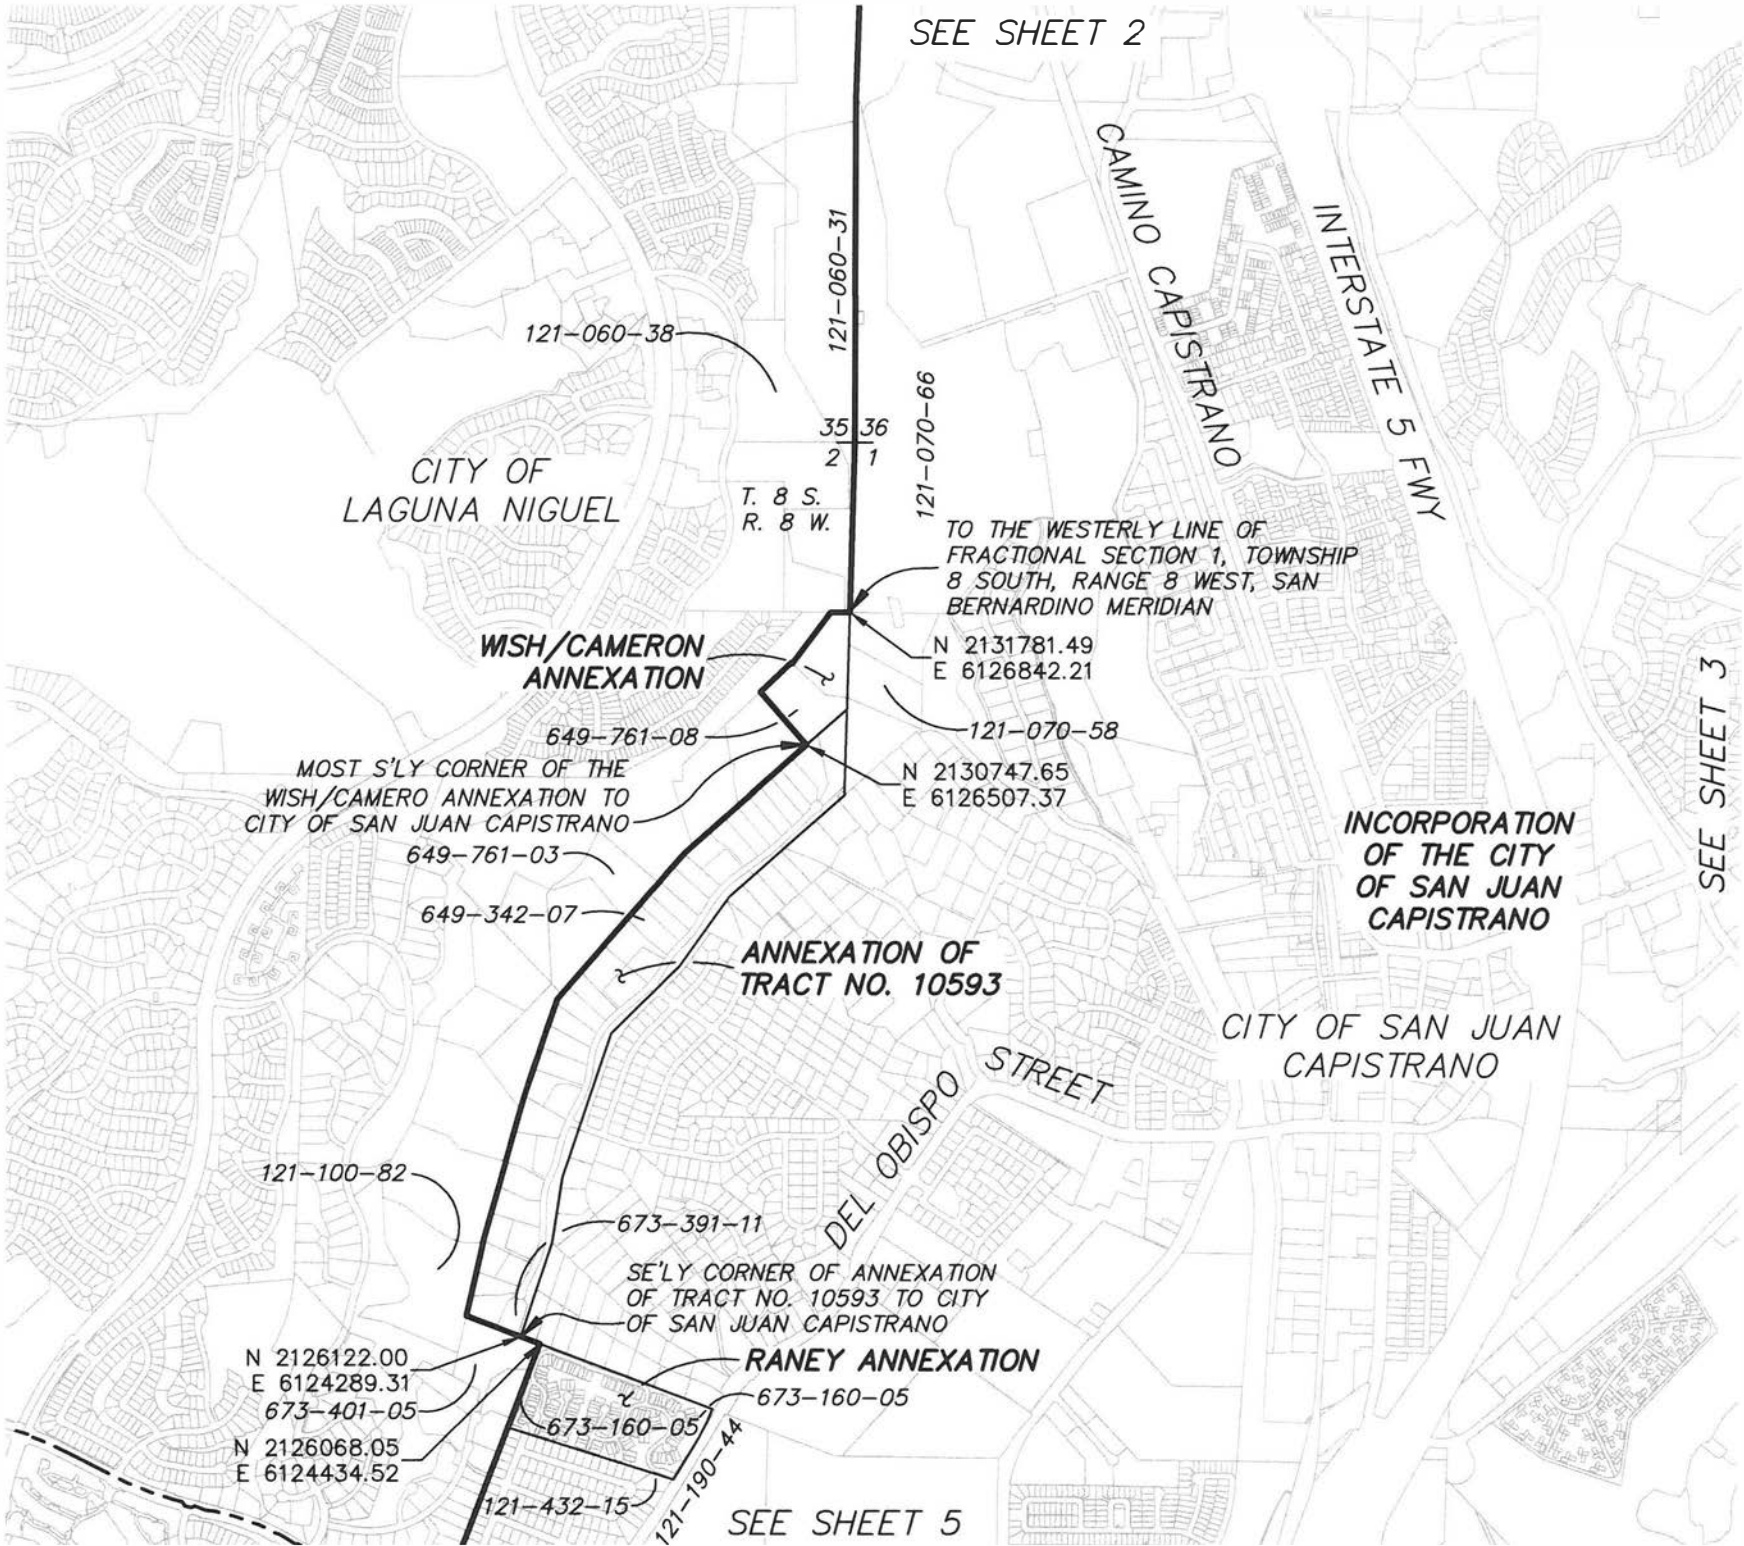 SEE SHEET 2
CAMINO CAPISTRANO
INTERSTATE 5 FWY
121-060-31
121-060-38
121-070-66
35 36
2 1
CITY OF
LAGUNA NIGUEL
T. 8 S.
R. 8 W.
TO THE WESTERLY LINE OF
FRACTIONAL SECTION 1, TOWNSHIP
8 SOUTH, RANGE 8 WEST, SAN
BERNARDINO MERIDIAN
WISH/CAMERON
ANNEXATION
N 2131781.49
E 6126842.21
649-761-08
121-070-58
SEE SHEET 3
MOST S'LY CORNER OF THE
WISH/CAMERO ANNEXATION TO
CITY OF SAN JUAN CAPISTRANO
N 2130747.65
E 6126507.37
INCORPORATION
OF THE CITY
OF SAN JUAN
CAPISTRANO
649-761-03
649-342-07
ANNEXATION OF
TRACT NO. 10593
CITY OF SAN JUAN
CAPISTRANO
DEL OBISPO STREET
121-100-82
673-391-11
SE'LY CORNER OF ANNEXATION
OF TRACT NO. 10593 TO CITY
OF SAN JUAN CAPISTRANO
N 2126122.00
E 6124289.31
RANEY ANNEXATION
673-401-05
673-160-05
673-160-05
N 2126068.05
E 6124434.52
121-432-15
121-190-44
SEE SHEET 5